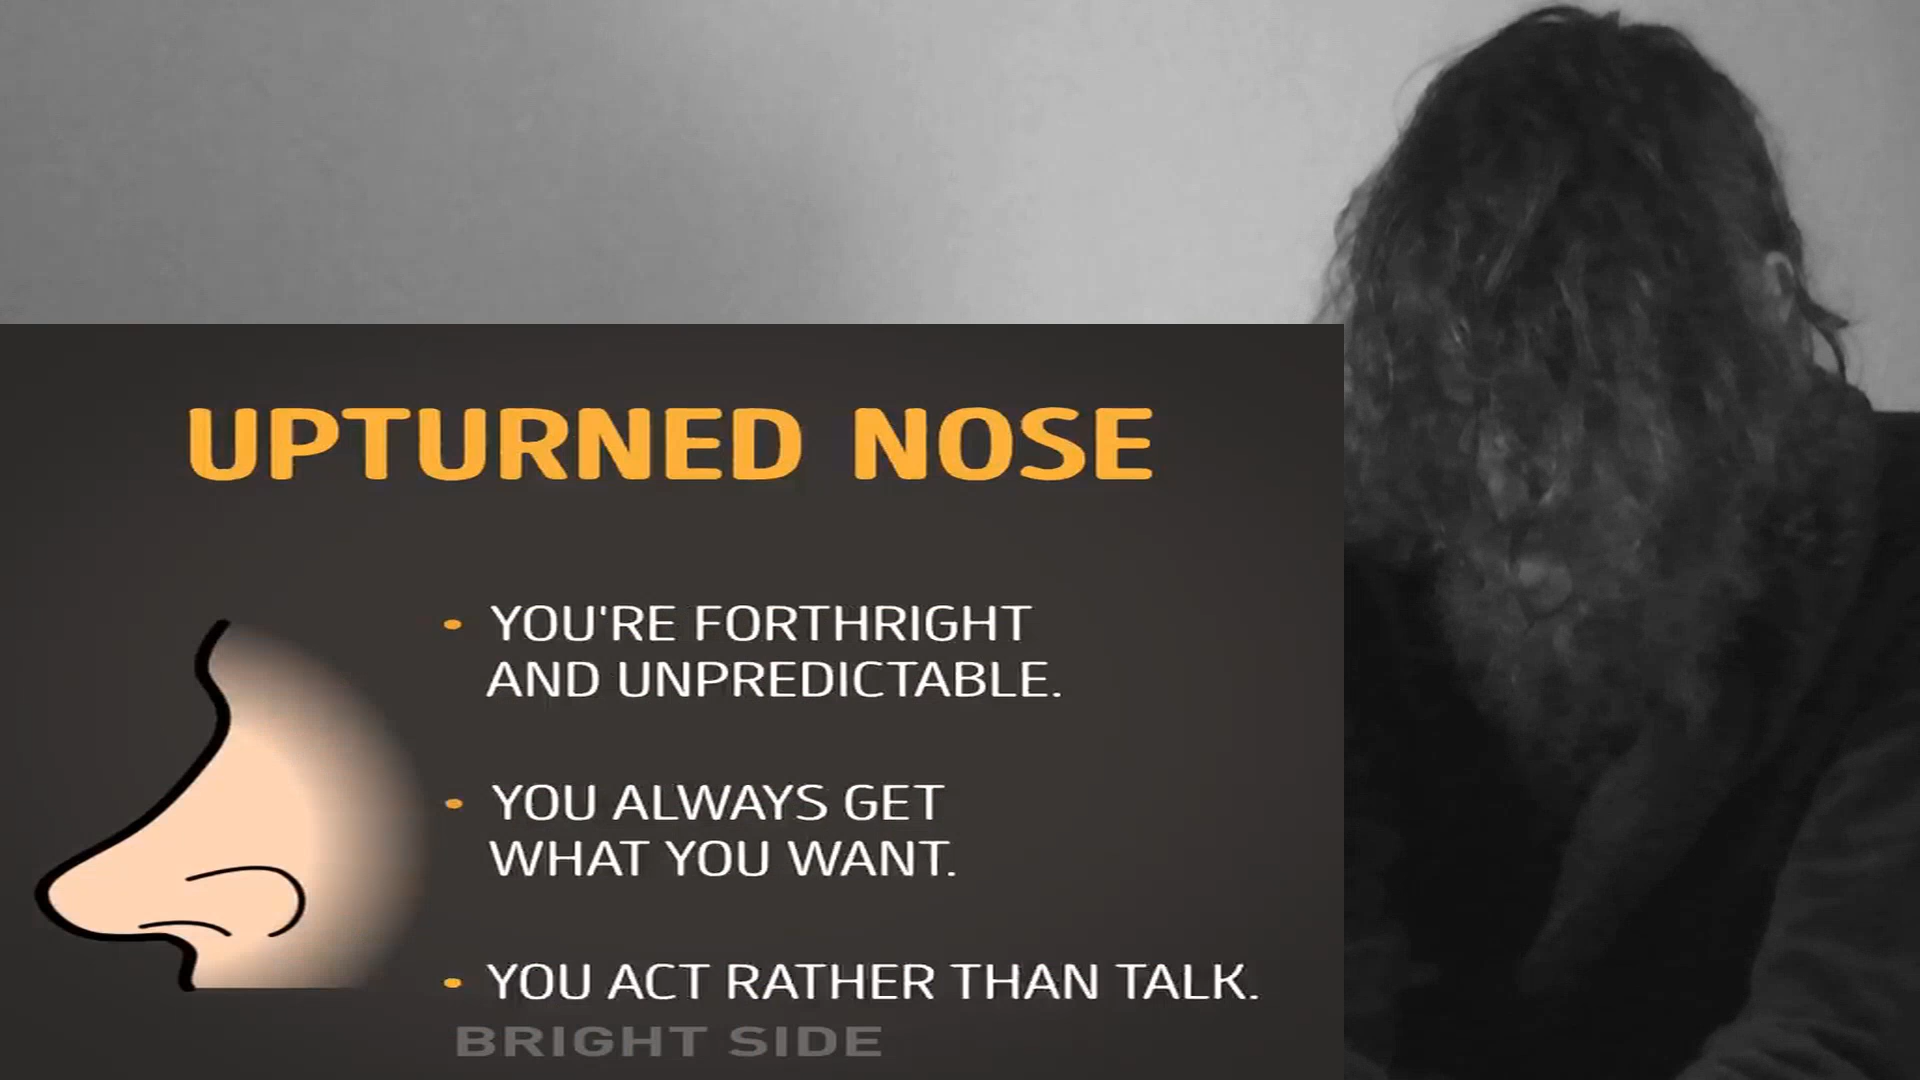 UPTURNED NOSE
• YOU'RE FORTHRIGHT
AND UNPREDICTABLE.
• YOU ALWAYS GET
WHAT YOU WANT.
• YOU ACT RATHER THAN TALK.
BRIGHT SIDE